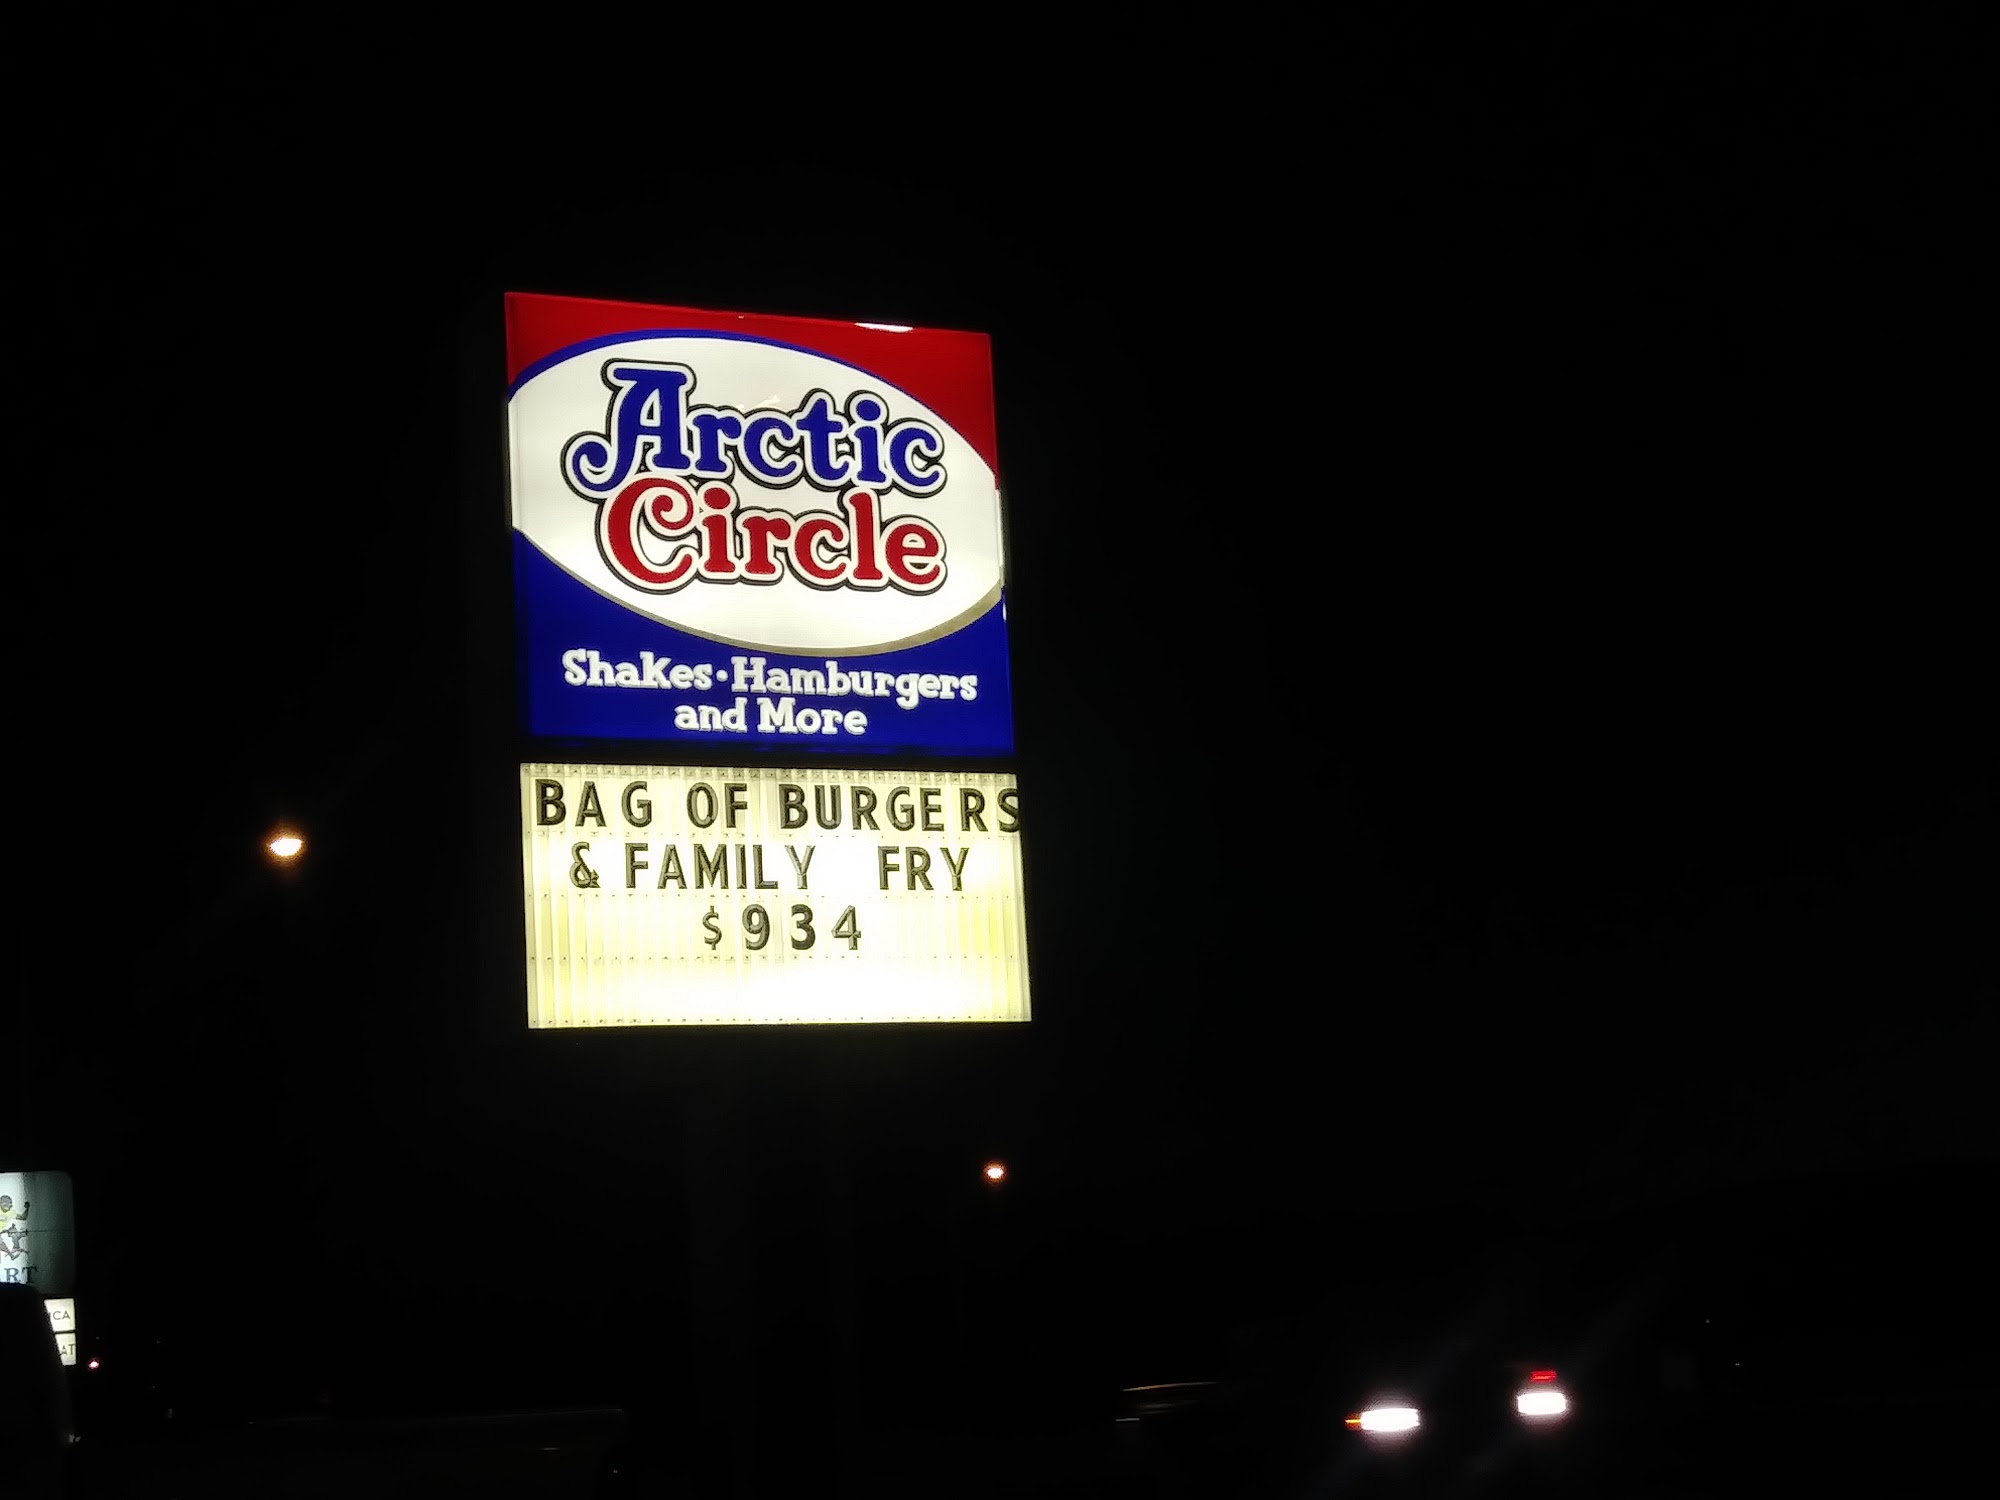 Arctic
Circle
Shakes • Hamburgers
and More
BAG OF BURGERS
& FAMILY FRY
$934